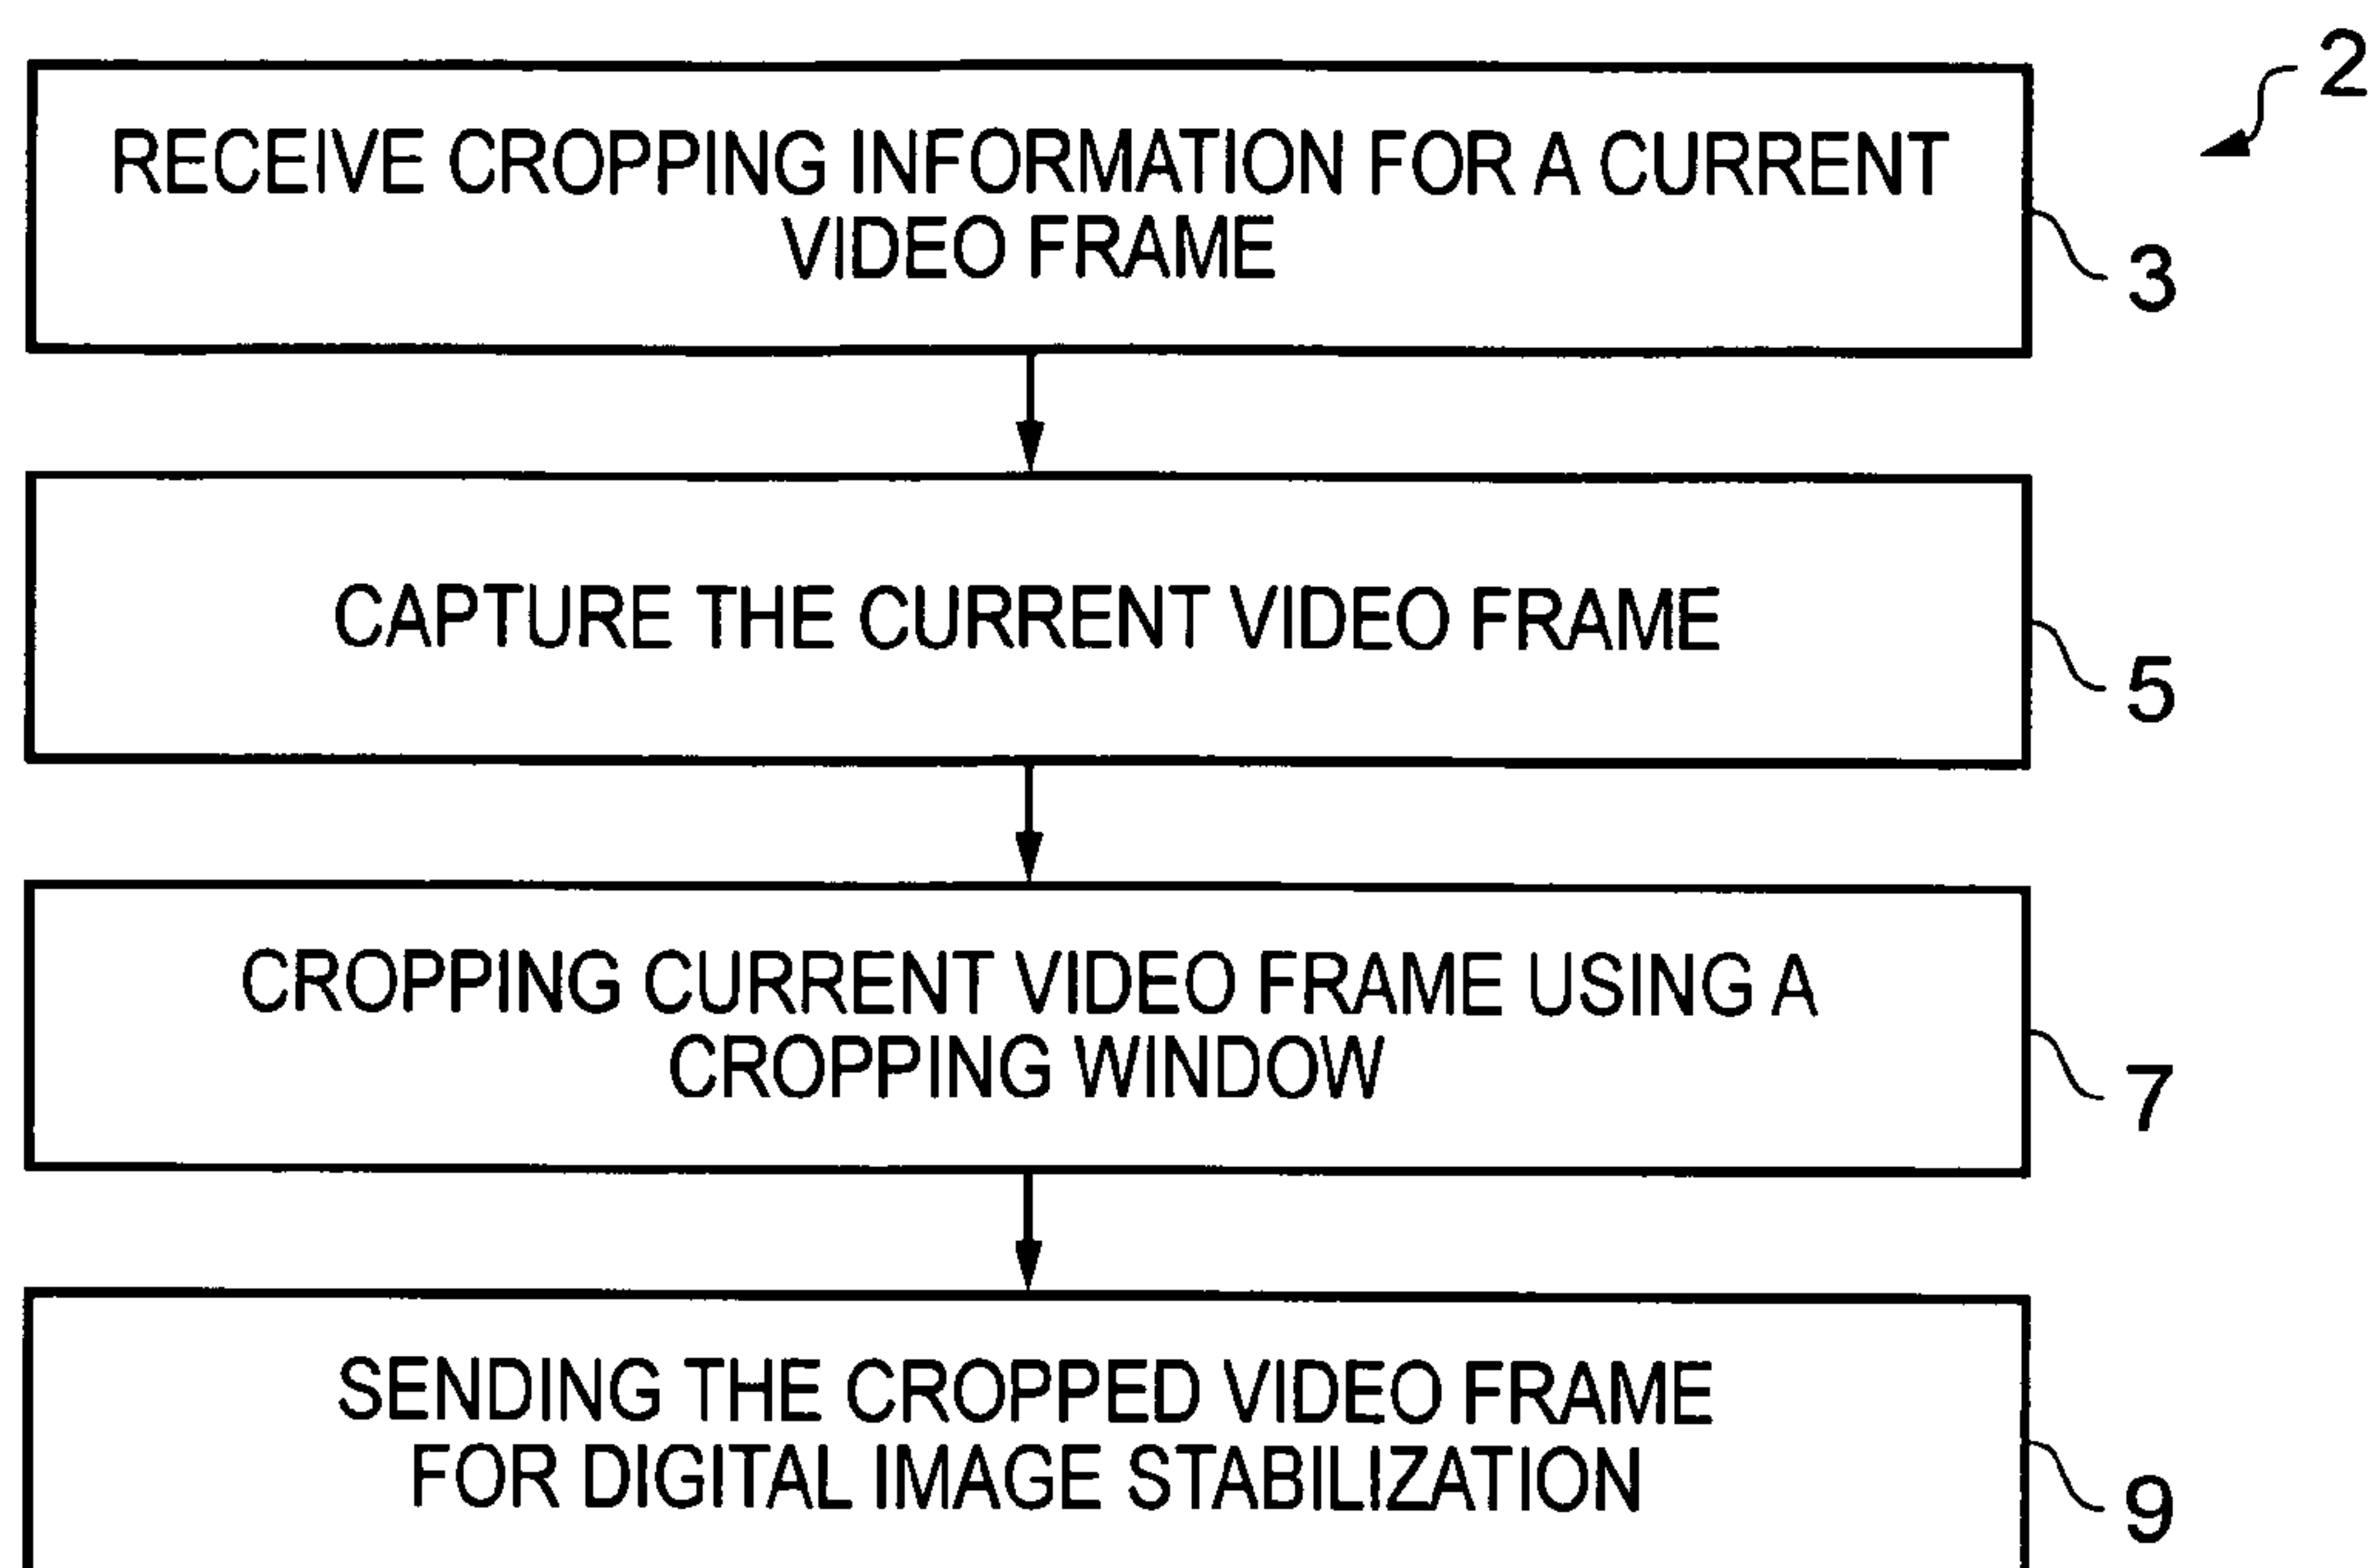 2
RECEIVE CROPPING INFORMATION FOR A CURRENT
VIDEO FRAME
3
CAPTURE THE CURRENT VIDEO FRAME
5
CROPPING CURRENT VIDEO FRAME USING A
CROPPING WINDOW
7
SENDING THE CROPPED VIDEO FRAME
FOR DIGITAL IMAGE STABILIZATION
9